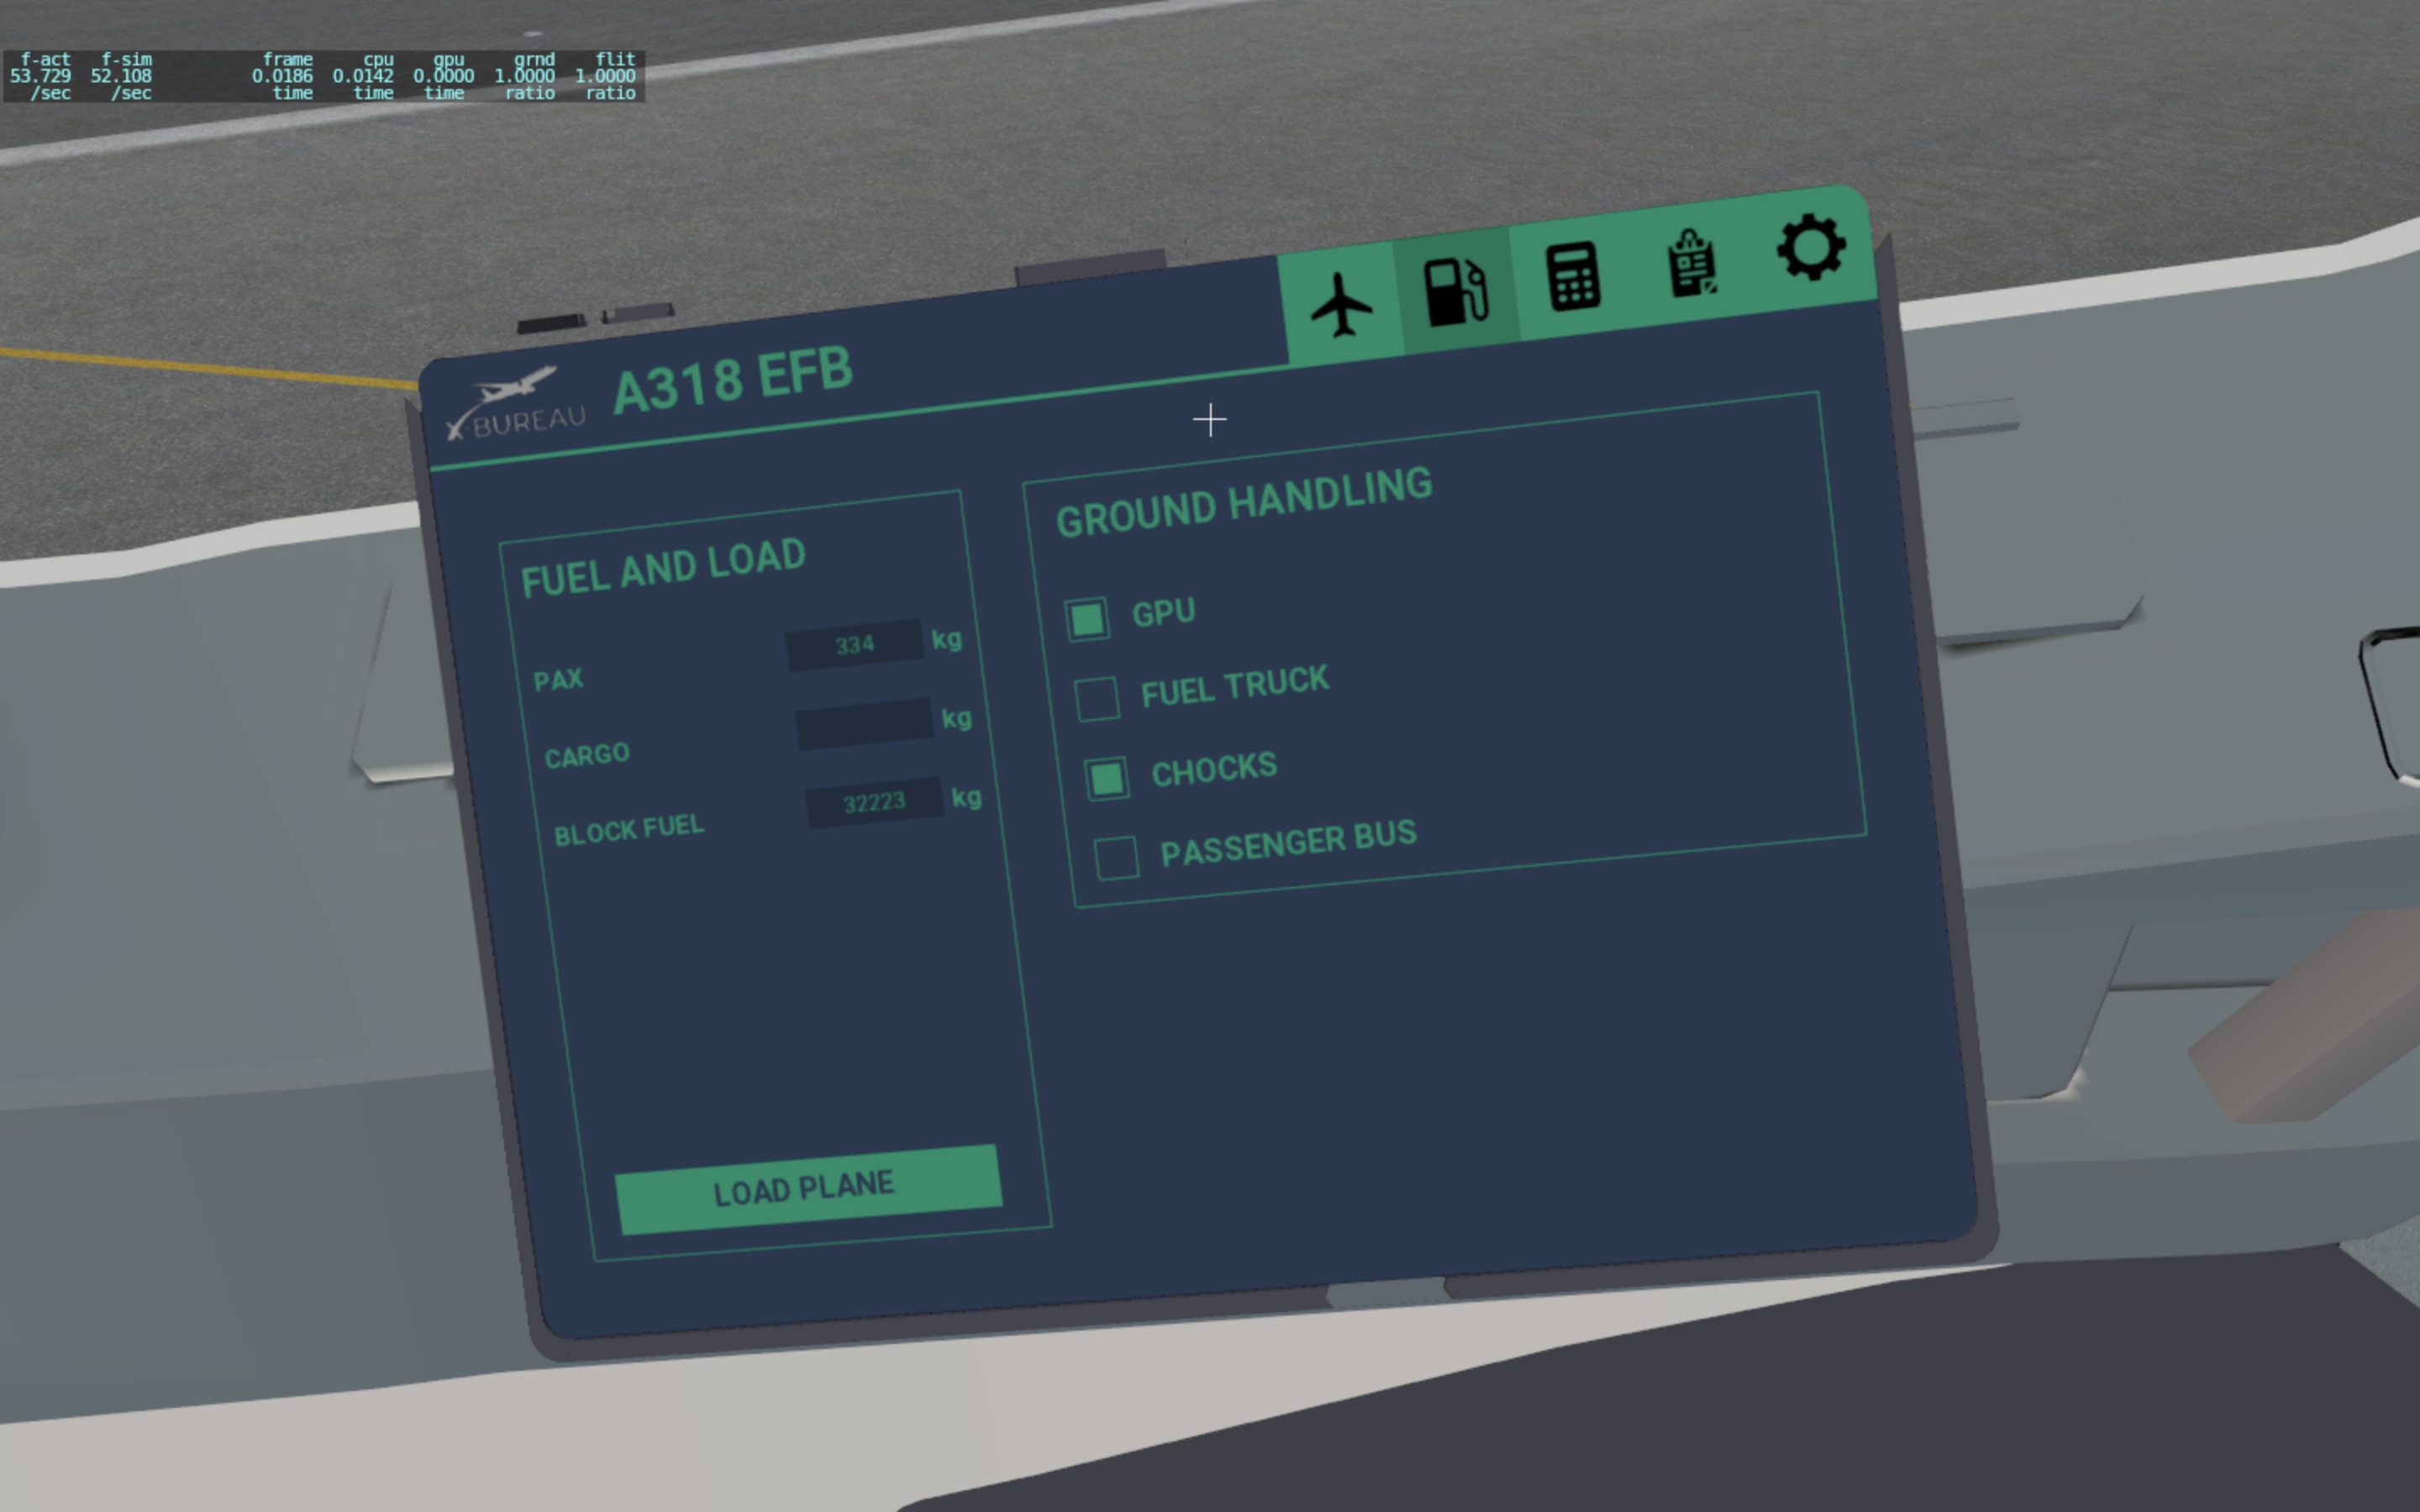 f-act f-sim frame cpu gpu grnd flit
53.729 52.108 0.0186 0.0142 0.0000 1.0000 1.0000
/sec /sec time time time ratio ratio
X-BUREAU
A318 EFB
FUEL AND LOAD
PAX 334 kg
CARGO kg
BLOCK FUEL 32223 kg
LOAD PLANE
GROUND HANDLING
GPU
FUEL TRUCK
CHOCKS
PASSENGER BUS